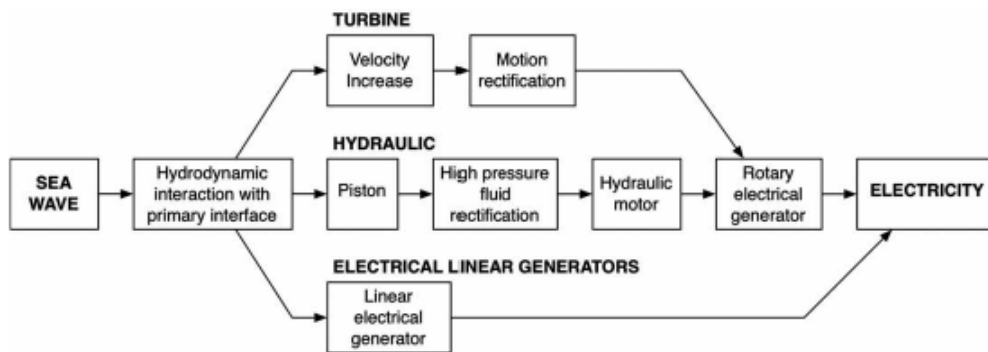 TURBINE
Velocity
Increase
Motion
rectification
HYDRAULIC
SEA
WAVE
Hydrodynamic
interaction with
primary interface
Piston
High pressure
fluid
rectification
Hydraulic
motor
Rotary
electrical
generator
ELECTRICITY
ELECTRICAL LINEAR GENERATORS
Linear
electrical
generator